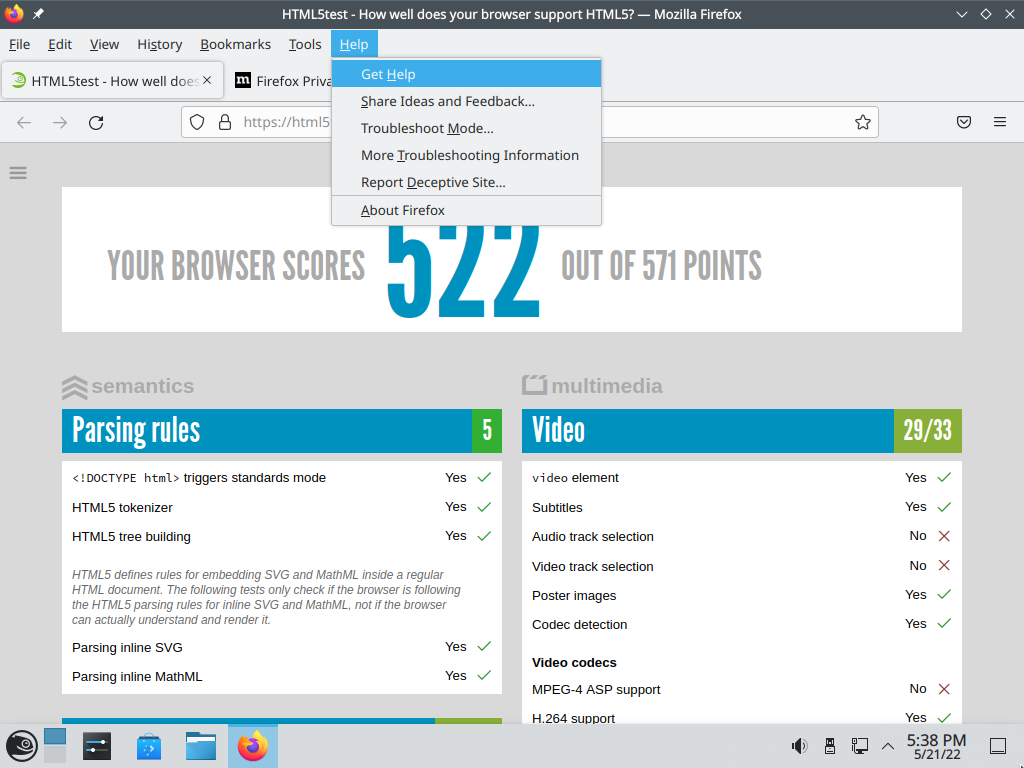 HTML5test - How well does your browser support HTML5? — Mozilla Firefox
File Edit View History Bookmarks Tools Help
HTML5test - How well does
Firefox Priva
https://html5
Get Help
Share Ideas and Feedback...
Troubleshoot Mode...
More Troubleshooting Information
Report Deceptive Site...
About Firefox
YOUR BROWSER SCORES 522 OUT OF 571 POINTS
semantics
Parsing rules 5
<!DOCTYPE html> triggers standards mode Yes ✓
HTML5 tokenizer Yes ✓
HTML5 tree building Yes ✓
HTML5 defines rules for embedding SVG and MathML inside a regular
HTML document. The following tests only check if the browser is following
the HTML5 parsing rules for inline SVG and MathML, not if the browser
can actually understand and render it.
Parsing inline SVG Yes ✓
Parsing inline MathML Yes ✓
multimedia
Video 29/33
video element Yes ✓
Subtitles Yes ✓
Audio track selection No ✕
Video track selection No ✕
Poster images Yes ✓
Codec detection Yes ✓
Video codecs
MPEG-4 ASP support No ✕
H.264 support Yes ✓
5:38 PM
5/21/22